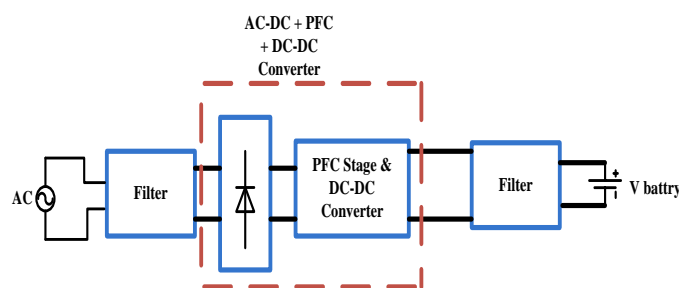 AC-DC + PFC
+ DC-DC
Converter
AC
Filter
PFC Stage &
DC-DC
Converter
Filter
+
-
V battry